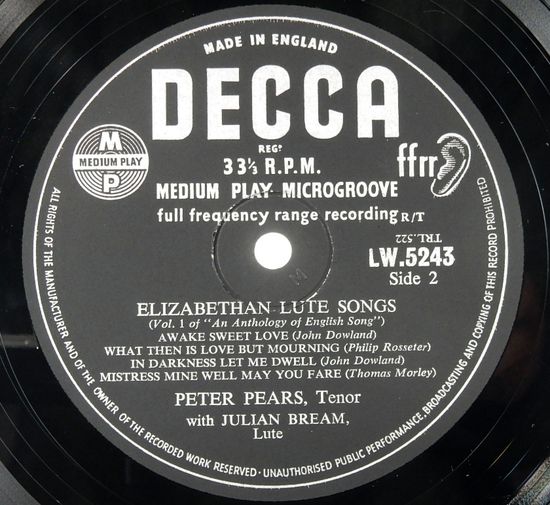 MADE IN ENGLAND
DECCA
REGD
33⅓ R.P.M.
MEDIUM PLAY MICROGROOVE
full frequency range recording R/T
M
MEDIUM PLAY
P
ffrr
TRL.522
LW.5243
Side 2
ELIZABETHAN LUTE SONGS
(Vol. 1 of "An Anthology of English Song")
AWAKE SWEET LOVE (John Dowland)
WHAT THEN IS LOVE BUT MOURNING (Philip Rosseter)
IN DARKNESS LET ME DWELL (John Dowland)
MISTRESS MINE WELL MAY YOU FARE (Thomas Morley)
PETER PEARS, Tenor
with JULIAN BREAM,
Lute
ALL RIGHTS OF THE MANUFACTURER AND OF THE OWNER OF THE RECORDED WORK RESERVED · UNAUTHORISED PUBLIC PERFORMANCE, BROADCASTING AND COPYING OF THIS RECORD PROHIBITED
M